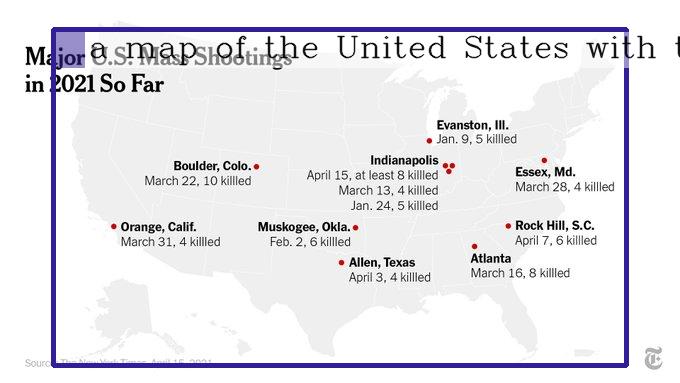 a map of the United States with t
Major U.S. Mass Shootings
in 2021 So Far
Evanston, Ill.
Jan. 9, 5 killled
Indianapolis
April 15, at least 8 killled
March 13, 4 killled
Jan. 24, 5 killled
Boulder, Colo.
March 22, 10 killled
Essex, Md.
March 28, 4 killled
Orange, Calif.
March 31, 4 killled
Muskogee, Okla.
Feb. 2, 6 killled
Rock Hill, S.C.
April 7, 6 killled
Allen, Texas
April 3, 4 killled
Atlanta
March 16, 8 killled
Source: The New York Times, April 15, 2021
T